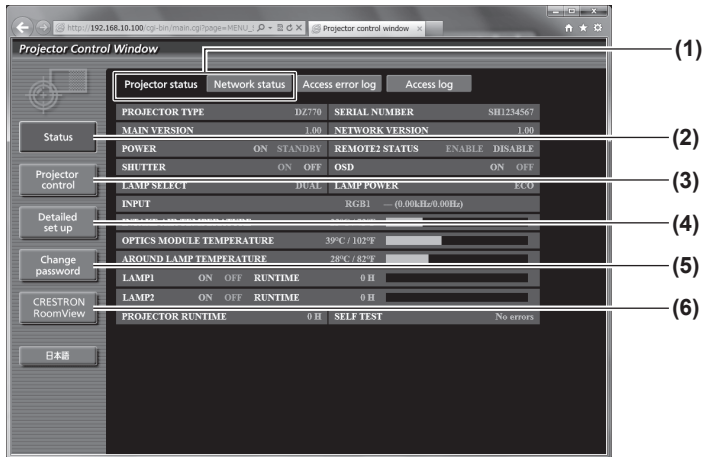 http://192.168.10.100/cgi-bin/main.cgi?page=MENU_S
Projector control window
Projector Control Window
(1)
Projector status Network status Access error log Access log
PROJECTOR TYPE DZ770 SERIAL NUMBER SH1234567
Status
(2)
MAIN VERSION 1.00 NETWORK VERSION 1.00
POWER ON STANDBY REMOTE2 STATUS ENABLE DISABLE
SHUTTER ON OFF OSD ON OFF
Projector
control
(3)
LAMP SELECT DUAL LAMP POWER ECO
INPUT RGB1 — (0.00kHz/0.00Hz)
Detailed
set up
(4)
OPTICS MODULE TEMPERATURE 39°C / 102°F
AROUND LAMP TEMPERATURE 28°C / 82°F
Change
password
(5)
LAMP1 ON OFF RUNTIME 0 H
LAMP2 ON OFF RUNTIME 0 H
CRESTRON
RoomView
(6)
PROJECTOR RUNTIME 0 H SELF TEST No errors
日本語